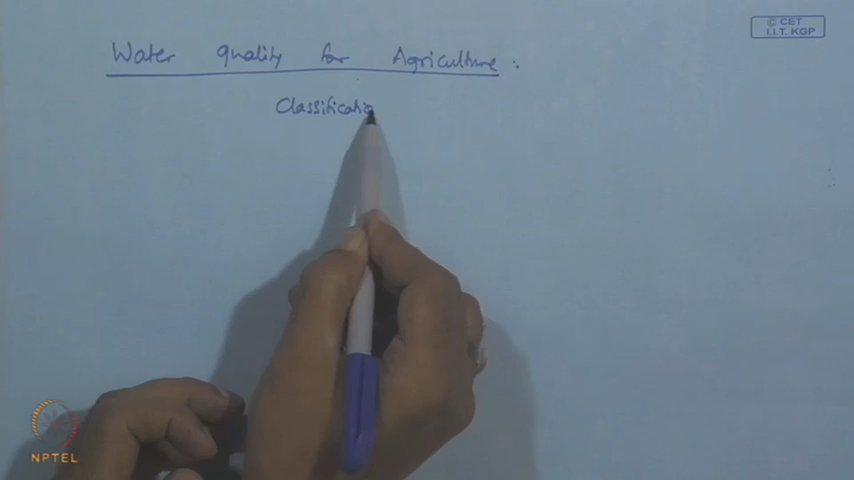 © CET
I.I.T. KGP
Water quality for Agriculture :
Classificatio
NPTEL